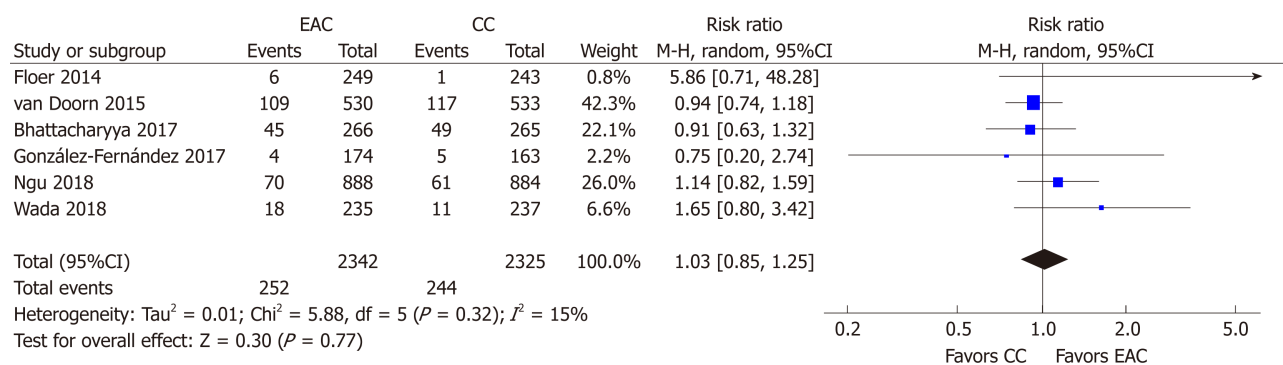 EAC CC Risk ratio Risk ratio
Study or subgroup Events Total Events Total Weight M-H, random, 95%CI M-H, random, 95%CI
Floer 2014 6 249 1 243 0.8% 5.86 [0.71, 48.28]
van Doorn 2015 109 530 117 533 42.3% 0.94 [0.74, 1.18]
Bhattacharyya 2017 45 266 49 265 22.1% 0.91 [0.63, 1.32]
González-Fernández 2017 4 174 5 163 2.2% 0.75 [0.20, 2.74]
Ngu 2018 70 888 61 884 26.0% 1.14 [0.82, 1.59]
Wada 2018 18 235 11 237 6.6% 1.65 [0.80, 3.42]
Total (95%CI) 2342 2325 100.0% 1.03 [0.85, 1.25]
Total events 252 244
Heterogeneity: Tau² = 0.01; Chi² = 5.88, df = 5 (P = 0.32); I² = 15%
Test for overall effect: Z = 0.30 (P = 0.77)
0.2 0.5 1.0 2.0 5.0
Favors CC Favors EAC